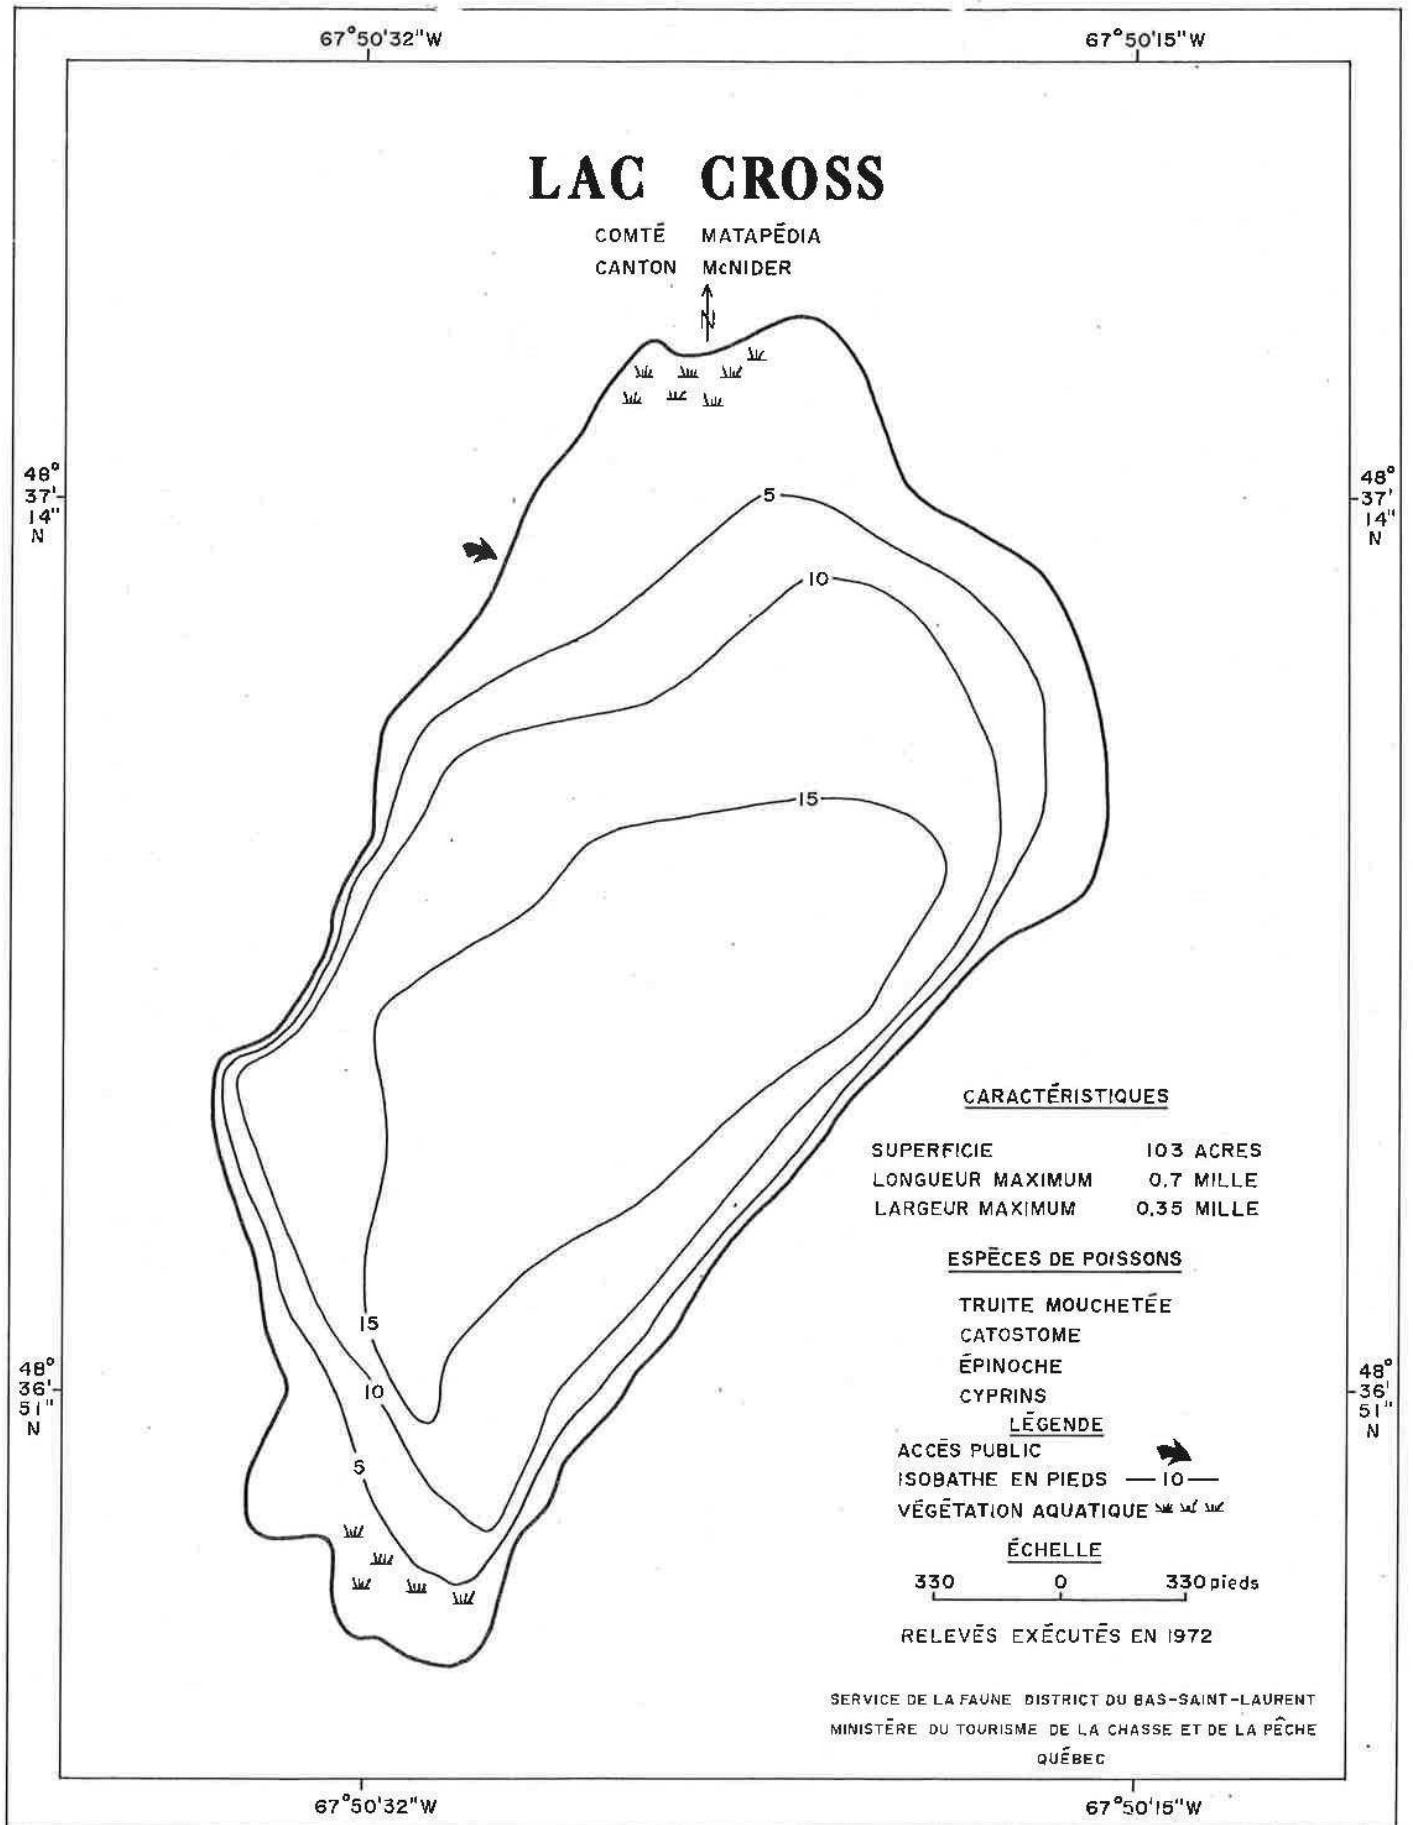 67°50'32"W 67°50'15"W
LAC CROSS
COMTÉ MATAPÉDIA
CANTON McNIDER
N
48°
37'
14"
N
48°
37'
14"
N
5
10
15
CARACTÉRISTIQUES
SUPERFICIE 103 ACRES
LONGUEUR MAXIMUM 0,7 MILLE
LARGEUR MAXIMUM 0,35 MILLE
ESPÈCES DE POISSONS
TRUITE MOUCHETÉE
CATOSTOME
ÉPINOCHE
CYPRINS
15
10
5
48°
36'
51"
N
48°
36'
51"
N
LÉGENDE
ACCÈS PUBLIC
ISOBATHE EN PIEDS 10
VÉGÉTATION AQUATIQUE
ÉCHELLE
330 0 330 pieds
RELEVÉS EXÉCUTÉS EN 1972
SERVICE DE LA FAUNE DISTRICT DU BAS-SAINT-LAURENT
MINISTÈRE DU TOURISME DE LA CHASSE ET DE LA PÊCHE
QUÉBEC
67°50'32"W 67°50'15"W